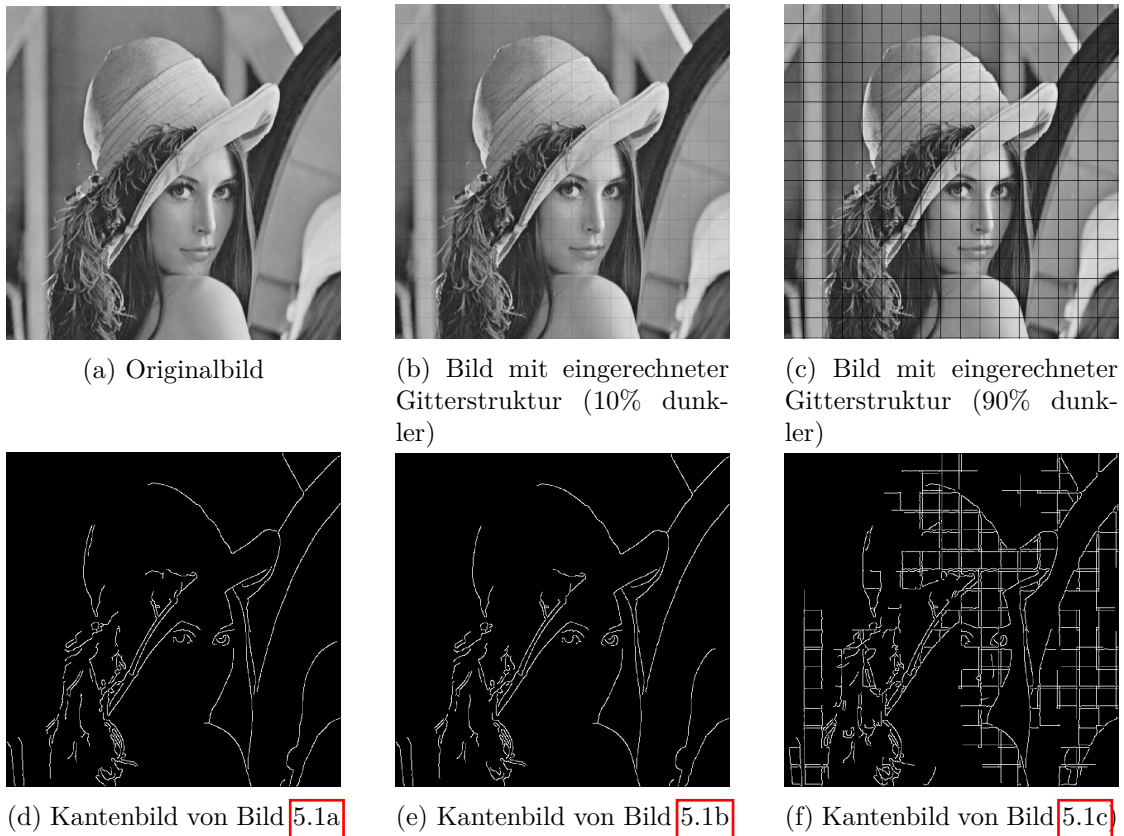 (a) Originalbild
(b) Bild mit eingerechneter
Gitterstruktur (10% dunk-
ler)
(c) Bild mit eingerechneter
Gitterstruktur (90% dunk-
ler)
(d) Kantenbild von Bild 5.1a
(e) Kantenbild von Bild 5.1b
(f) Kantenbild von Bild 5.1c)